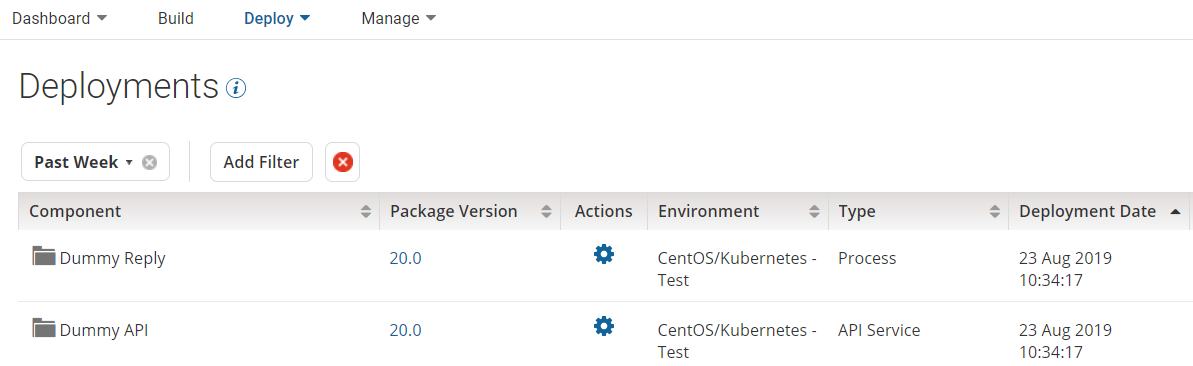 Dashboard Build Deploy Manage
Deployments i
Past Week Add Filter
Component Package Version Actions Environment Type Deployment Date
Dummy Reply 20.0 CentOS/Kubernetes - Process 23 Aug 2019
Test 10:34:17
Dummy API 20.0 CentOS/Kubernetes - API Service 23 Aug 2019
Test 10:34:17